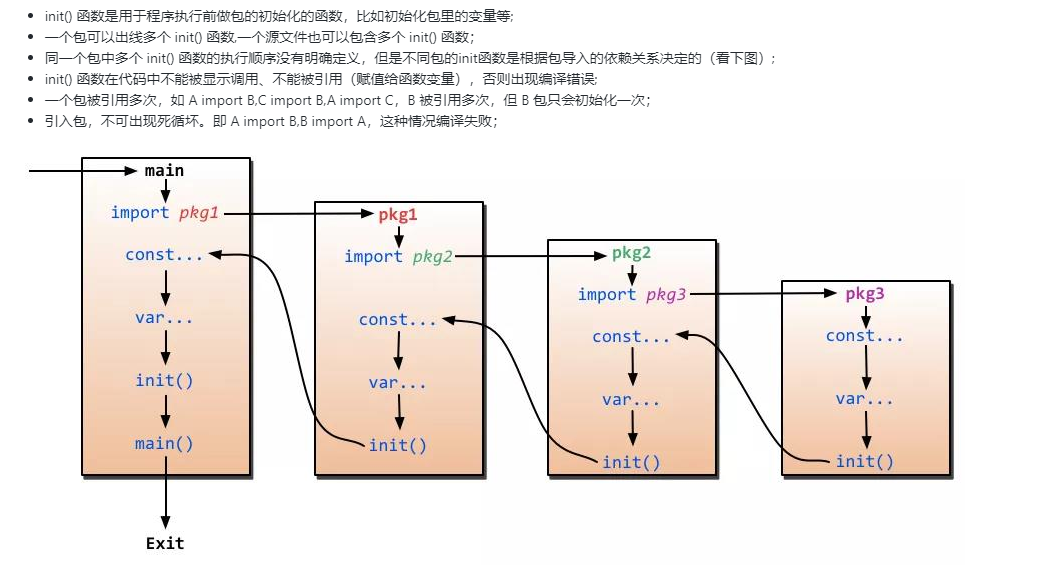 init() 函数是用于程序执行前做包的初始化的函数，比如初始化包里的变量等;
一个包可以出线多个 init() 函数,一个源文件也可以包含多个 init() 函数；
同一个包中多个 init() 函数的执行顺序没有明确定义，但是不同包的init函数是根据包导入的依赖关系决定的（看下图）;
init() 函数在代码中不能被显示调用、不能被引用（赋值给函数变量），否则出现编译错误;
一个包被引用多次，如 A import B,C import B,A import C，B 被引用多次，但 B 包只会初始化一次；
引入包，不可出现死循坏。即 A import B,B import A，这种情况编译失败；
main
import pkg1
const...
var...
init()
main()
Exit
pkg1
import pkg2
const...
var...
init()
pkg2
import pkg3
const...
var...
init()
pkg3
const...
var...
init()